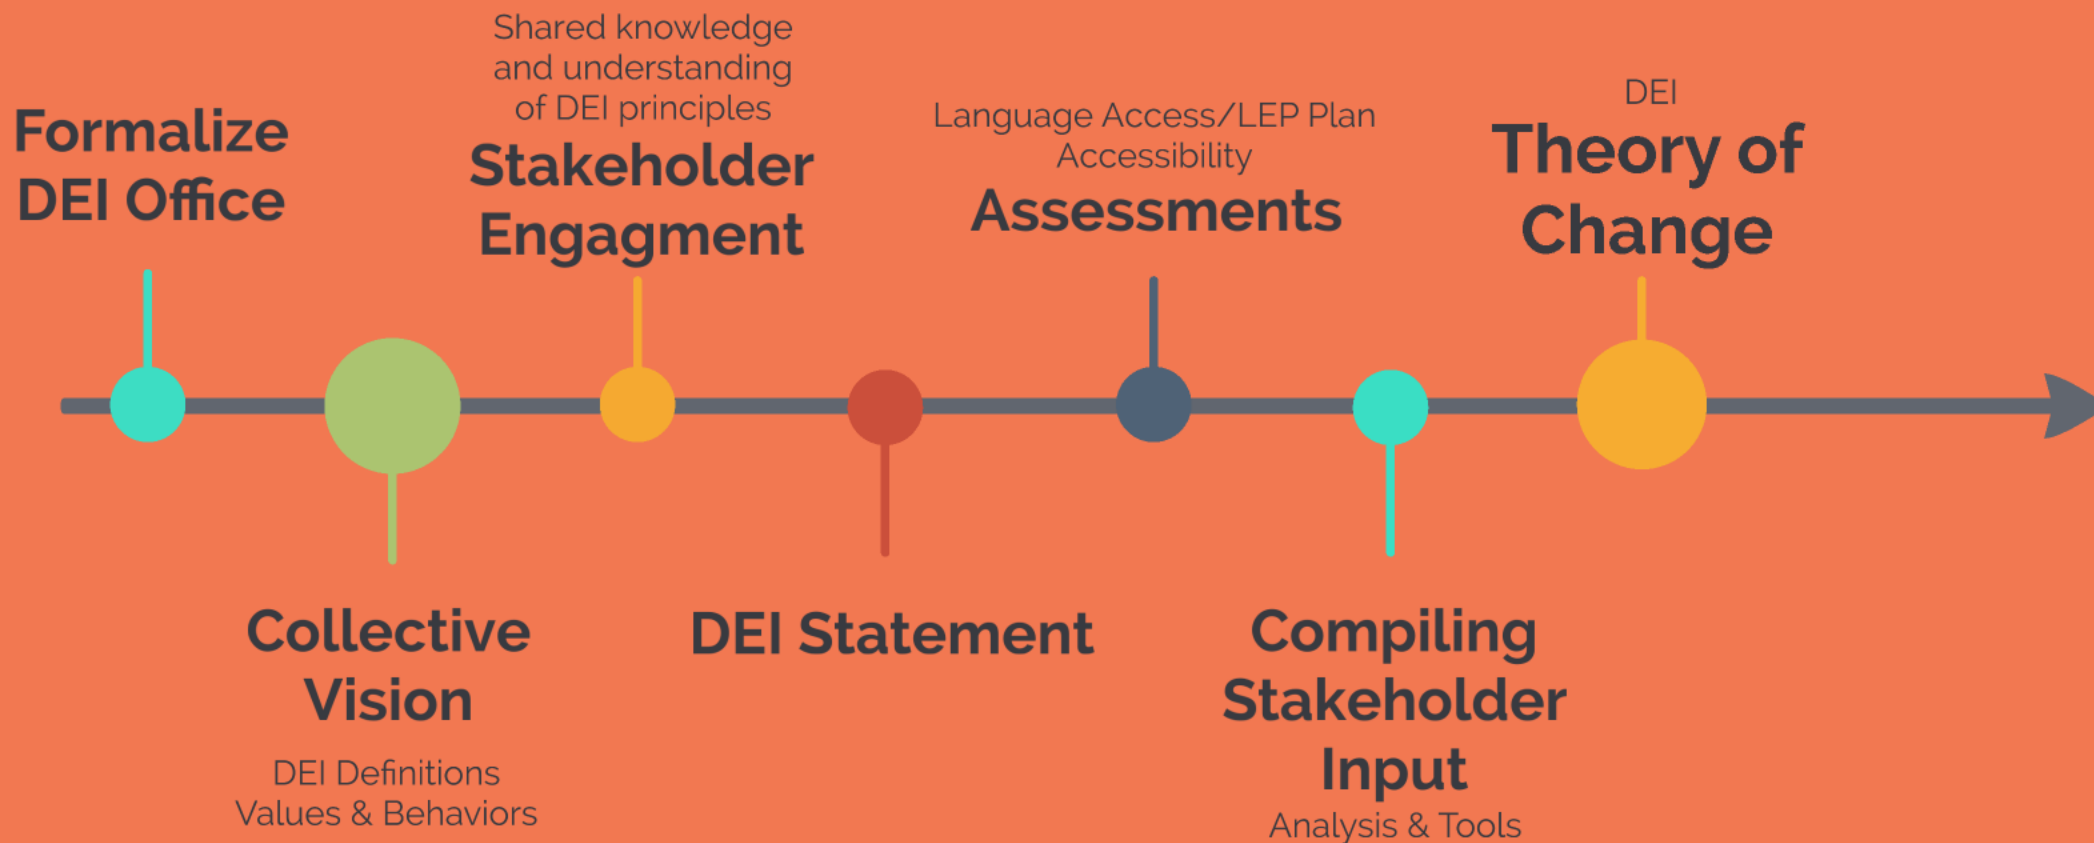 Formalize
DEI Office
Collective
Vision
DEI Definitions
Values & Behaviors
Shared knowledge
and understanding
of DEI principles
Stakeholder
Engagment
DEI Statement
Language Access/LEP Plan
Accessibility
Assessments
Compiling
Stakeholder
Input
Analysis & Tools
DEI
Theory of
Change